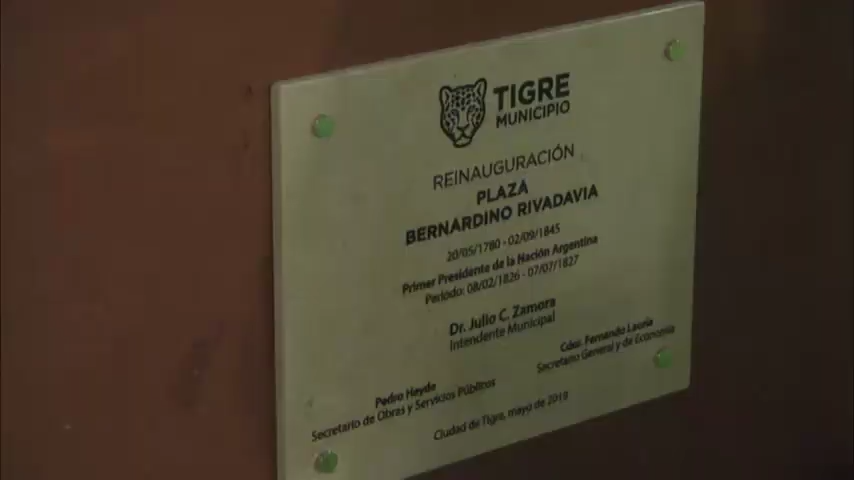 TIGRE
MUNICIPIO
REINAUGURACIÓN
PLAZA
BERNARDINO RIVADAVIA
20/05/1780 - 02/09/1845
Primer Presidente de la Nación Argentina
Período: 08/02/1826 - 07/07/1827
Dr. Julio C. Zamora
Intendente Municipal
Pedro Heyde
Secretario de Obras y Servicios Públicos
Cdor. Fernando Lauría
Secretario General y de Economía
Ciudad de Tigre, mayo de 2019